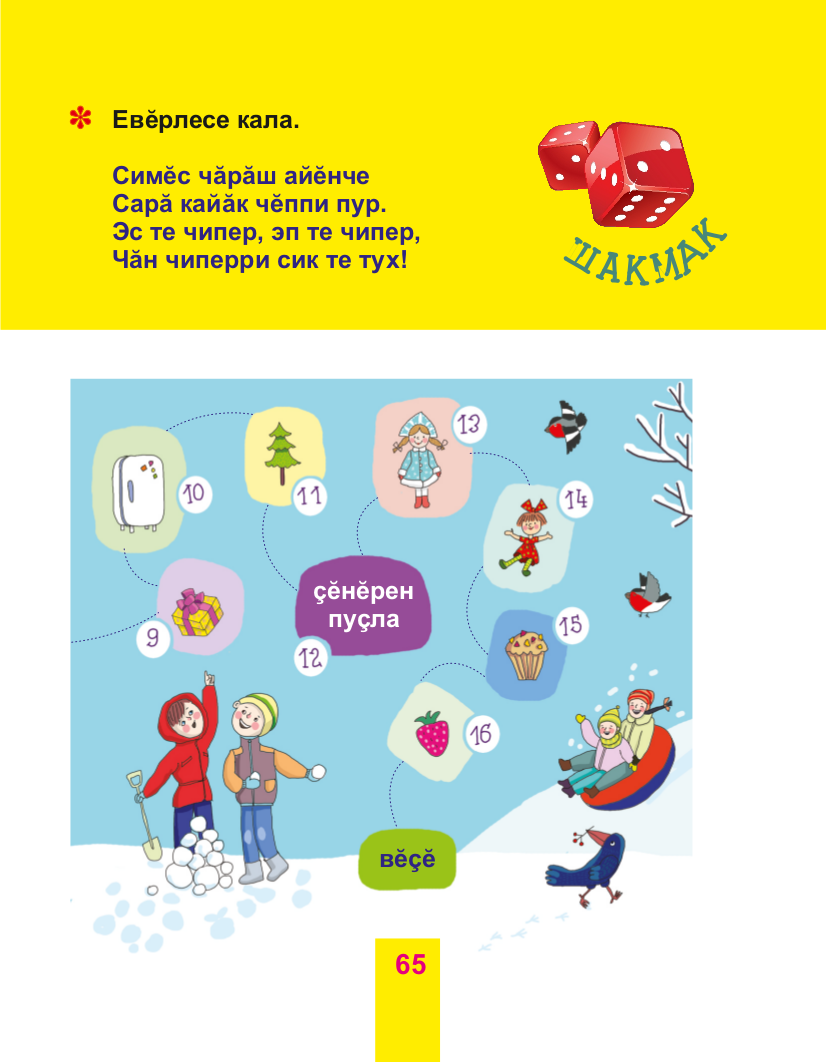 Евӗрлесе кала.
Симӗс чӑрӑш айӗнче
Сарӑ кайӑк чӗппи пур.
Эс те чипер, эп те чипер,
Чӑн чиперри сик те тух!
ШАКМАК
13
10
11
14
ҫӗнӗрен
пуҫла
15
9
12
16
вӗҫӗ
65